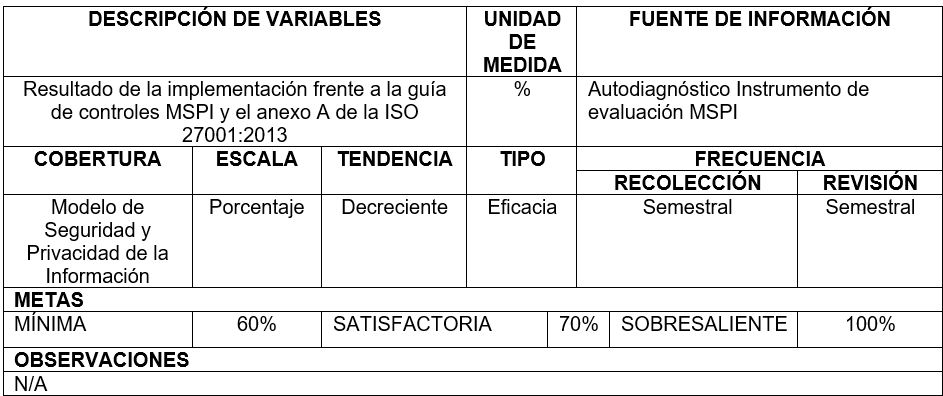 DESCRIPCIÓN DE VARIABLES
UNIDAD
DE
MEDIDA
FUENTE DE INFORMACIÓN
Resultado de la implementación frente a la guía
de controles MSPI y el anexo A de la ISO
27001:2013
%
Autodiagnóstico Instrumento de
evaluación MSPI
COBERTURA
ESCALA
TENDENCIA
TIPO
FRECUENCIA
RECOLECCIÓN
REVISIÓN
Modelo de
Seguridad y
Privacidad de la
Información
Porcentaje
Decreciente
Eficacia
Semestral
Semestral
METAS
MÍNIMA
60%
SATISFACTORIA
70%
SOBRESALIENTE
100%
OBSERVACIONES
N/A